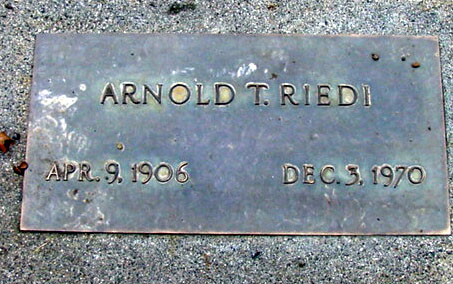 ARNOLD T. RIEDI
APR. 9, 1906 DEC. 3, 1970